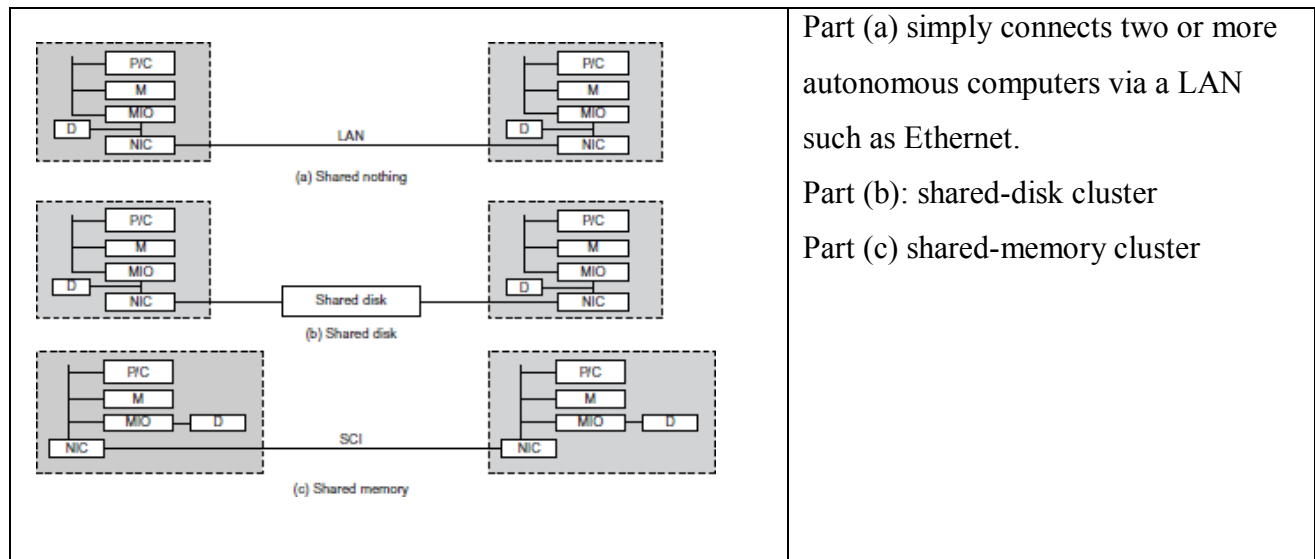 P/C
M
MIO
D
NIC
LAN
P/C
M
MIO
D
NIC
(a) Shared nothing
P/C
M
MIO
D
NIC
Shared disk
P/C
M
MIO
D
NIC
(b) Shared disk
P/C
M
MIO
D
NIC
SCI
P/C
M
MIO
D
NIC
(c) Shared memory
Part (a) simply connects two or more
autonomous computers via a LAN
such as Ethernet.
Part (b): shared-disk cluster
Part (c) shared-memory cluster